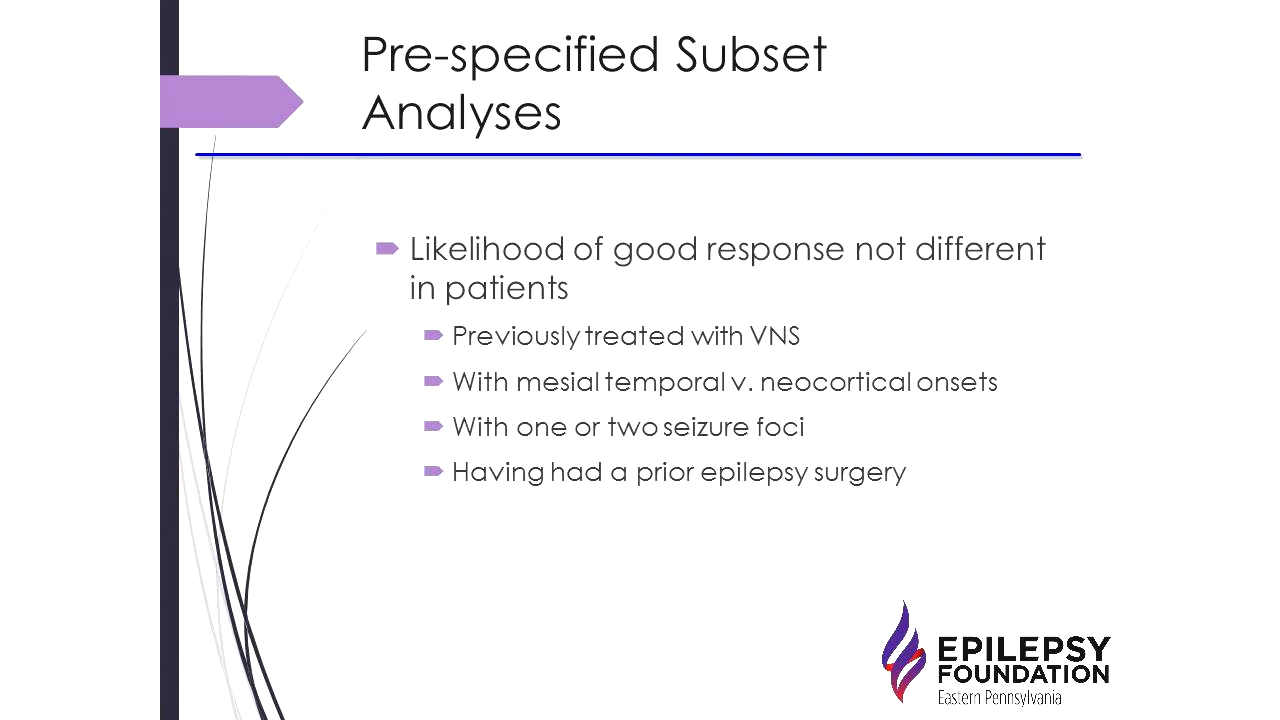 Pre-specified Subset
Analyses
Likelihood of good response not different
in patients
Previously treated with VNS
With mesial temporal v. neocortical onsets
With one or two seizure foci
Having had a prior epilepsy surgery
EPILEPSY
FOUNDATION
Eastern Pennsylvania